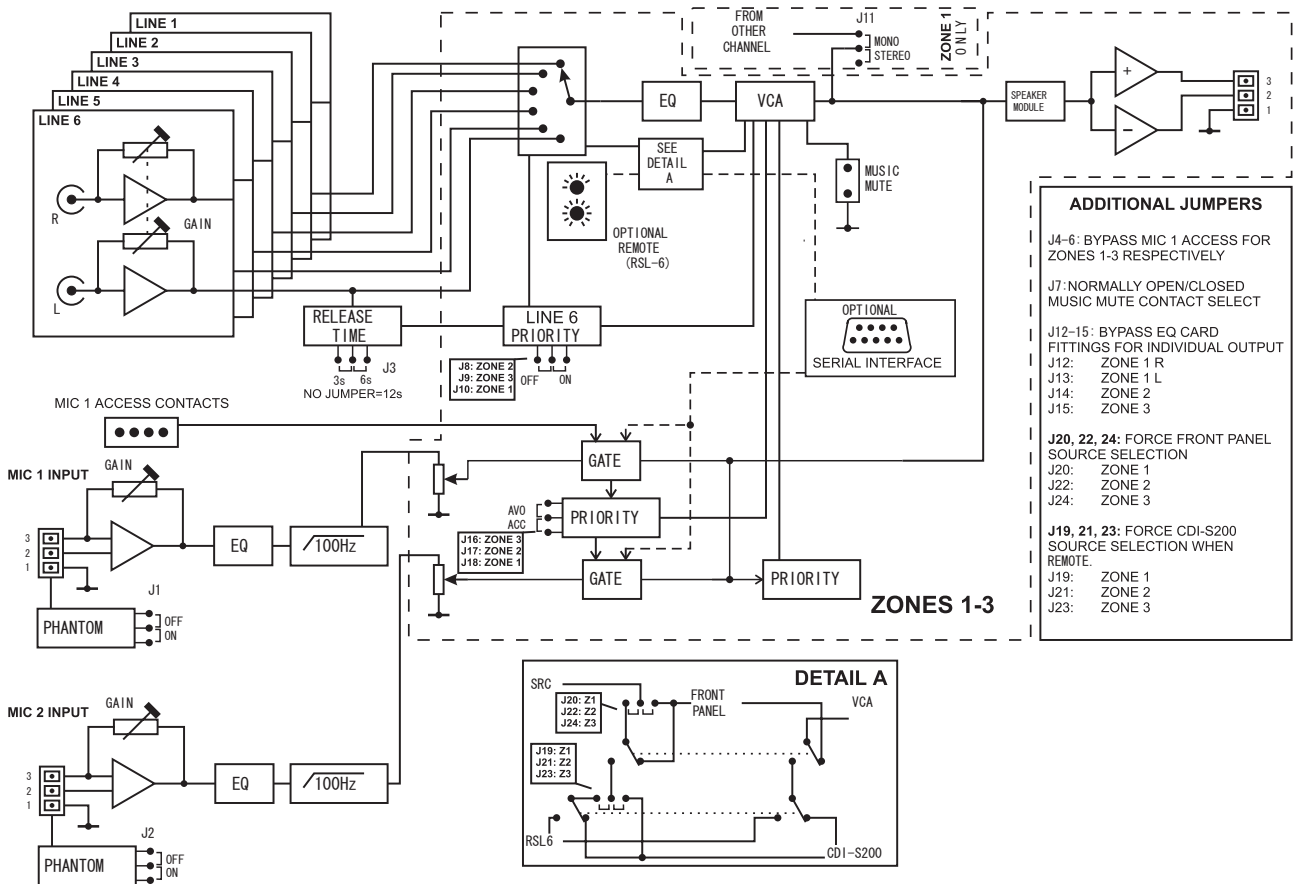 LINE 1
LINE 2
LINE 3
LINE 4
LINE 5
LINE 6
R
GAIN
L
FROM
OTHER
CHANNEL
J11
MONO
STEREO
ZONE 1
ONLY
EQ
VCA
SPEAKER
MODULE
+
−
3
2
1
SEE
DETAIL
A
MUSIC
MUTE
OPTIONAL
REMOTE
(RSL-6)
RELEASE
TIME
3s
6s
J3
NO JUMPER=12s
LINE 6
PRIORITY
J8: ZONE 2
J9: ZONE 3
J10: ZONE 1
OFF
ON
OPTIONAL
SERIAL INTERFACE
MIC 1 ACCESS CONTACTS
MIC 1 INPUT
GAIN
3
2
1
EQ
100Hz
J1
PHANTOM
OFF
ON
GATE
AVO
ACC
PRIORITY
J16: ZONE 3
J17: ZONE 2
J18: ZONE 1
GATE
PRIORITY
ZONES 1-3
MIC 2 INPUT
GAIN
3
2
1
EQ
100Hz
J2
PHANTOM
OFF
ON
DETAIL A
SRC
J20: Z1
J22: Z2
J24: Z3
FRONT
PANEL
VCA
J19: Z1
J21: Z2
J23: Z3
RSL6
CDI-S200
ADDITIONAL JUMPERS
J4-6: BYPASS MIC 1 ACCESS FOR
ZONES 1-3 RESPECTIVELY
J7: NORMALLY OPEN/CLOSED
MUSIC MUTE CONTACT SELECT
J12-15: BYPASS EQ CARD
FITTINGS FOR INDIVIDUAL OUTPUT
J12: ZONE 1 R
J13: ZONE 1 L
J14: ZONE 2
J15: ZONE 3
J20, 22, 24: FORCE FRONT PANEL
SOURCE SELECTION
J20: ZONE 1
J22: ZONE 2
J24: ZONE 3
J19, 21, 23: FORCE CDI-S200
SOURCE SELECTION WHEN
REMOTE.
J19: ZONE 1
J21: ZONE 2
J23: ZONE 3